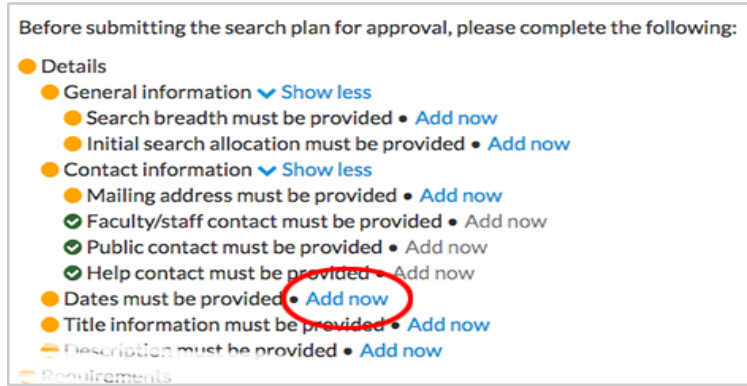 Before submitting the search plan for approval, please complete the following:
Details
General information Show less
Search breadth must be provided • Add now
Initial search allocation must be provided • Add now
Contact information Show less
Mailing address must be provided • Add now
Faculty/staff contact must be provided • Add now
Public contact must be provided • Add now
Help contact must be provided • Add now
Dates must be provided • Add now
Title information must be provided • Add now
Description must be provided • Add now
Requirements